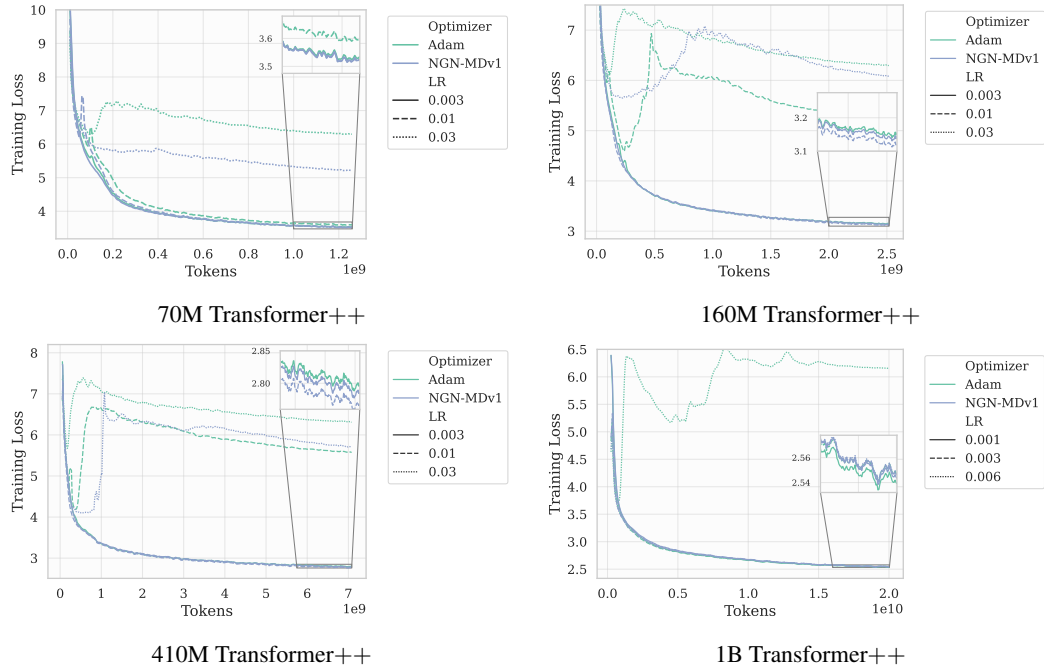 10
9
8
7
6
5
4
Training Loss
3.6
3.5
0.0
0.2
0.4
0.6
0.8
1.0
1.2
1e9
Tokens
Optimizer
Adam
NGN-MDv1
LR
0.003
0.01
0.03
70M Transformer++
7
6
5
4
3
Training Loss
3.2
3.1
0.0
0.5
1.0
1.5
2.0
2.5
1e9
Tokens
Optimizer
Adam
NGN-MDv1
LR
0.003
0.01
0.03
160M Transformer++
8
7
6
5
4
3
Training Loss
2.85
2.80
0
1
2
3
4
5
6
7
1e9
Tokens
Optimizer
Adam
NGN-MDv1
LR
0.003
0.01
0.03
410M Transformer++
6.5
6.0
5.5
5.0
4.5
4.0
3.5
3.0
2.5
Training Loss
2.56
2.54
0.0
0.5
1.0
1.5
2.0
1e10
Tokens
Optimizer
Adam
NGN-MDv1
LR
0.001
0.003
0.006
1B Transformer++